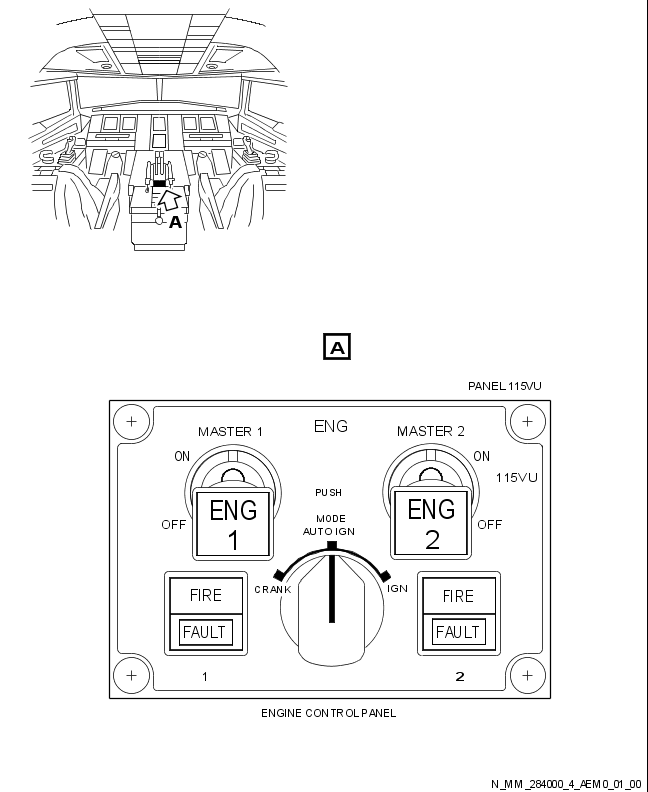 A
A
PANEL 115VU
MASTER 1
ENG
MASTER 2
ON
ON
115VU
PUSH
ENG
1
ENG
2
OFF
OFF
MODE
AUTO IGN
CRANK
IGN
FIRE
FAULT
FIRE
FAULT
1
2
ENGINE CONTROL PANEL
N_MM_284000_4_AEM0_01_00